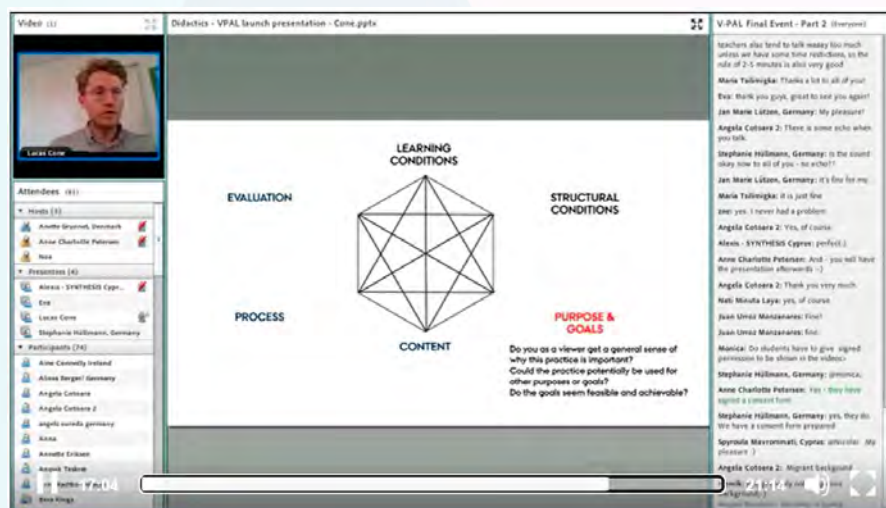 Video (1)
Lucas Cone
Attendees (81)
Hosts (3)
Anette Grunnet, Denmark
Anne Charlotte Petersen
Noa
Presenters (4)
Alexis - SYNTHESIS Cypr...
Eva
Lucas Cone
Stephanie Hüllmann, Germany
Participants (74)
Aine Connolly Ireland
Angela Cotoara
Angela Cotoara 2
angels sureda germany
Anna
Annette Eriksen
Didactics - VPAL launch presentation - Cone.pptx
LEARNING
CONDITIONS
EVALUATION
STRUCTURAL
CONDITIONS
PROCESS
PURPOSE &
GOALS
CONTENT
Do you as a viewer get a general sense of
why this practice is important?
Could the practice potentially be used for
other purposes or goals?
Do the goals seem feasible and achievable?
V-PAL Final Event - Part 2 (Everyone)
teachers also tend to talk waaay too much
unless we have some time restictions, so the
rule of 2-5 minutes is also very good
Maria Tsilimigka: Thanks a lot to all of you!
Eva: thank you guys, great to see you again!
Jan Marie Lützen, Germany: My pleasure!
Angela Cotoara 2: There is some echo when
you talk
Stephanie Hüllmann, Germany: Is the sound
okay now to all of you - no echo??
Jan Marie Lützen, Germany: it's fine for me
Maria Tsilimigka: it is just fine
yes, I never had a problem
Angela Cotoara 2: Yes, of course
Alexis - SYNTHESIS Cyprus: perfect:)
Anne Charlotte Petersen: And - you will have
the presentation afterwards :-)
Angela Cotoara 2: Thank you very much
Nati Minuta Laya: yes, of course
Juan Urroz Manzanares: Fine!
Juan Urroz Manzanares: fine
Monica: Do students have to give signed
permission to be shown in the videos?
Stephanie Hüllmann, Germany: @monica,
Anne Charlotte Petersen: Yes - they have
signed a consent form
Stephanie Hüllmann, Germany: yes, they do.
We have a consent form prepared
Spyroula Mavrommati, Cyprus: My
pleasure :)
Angela Cotoara 2: Migrant background
17:04
21:14